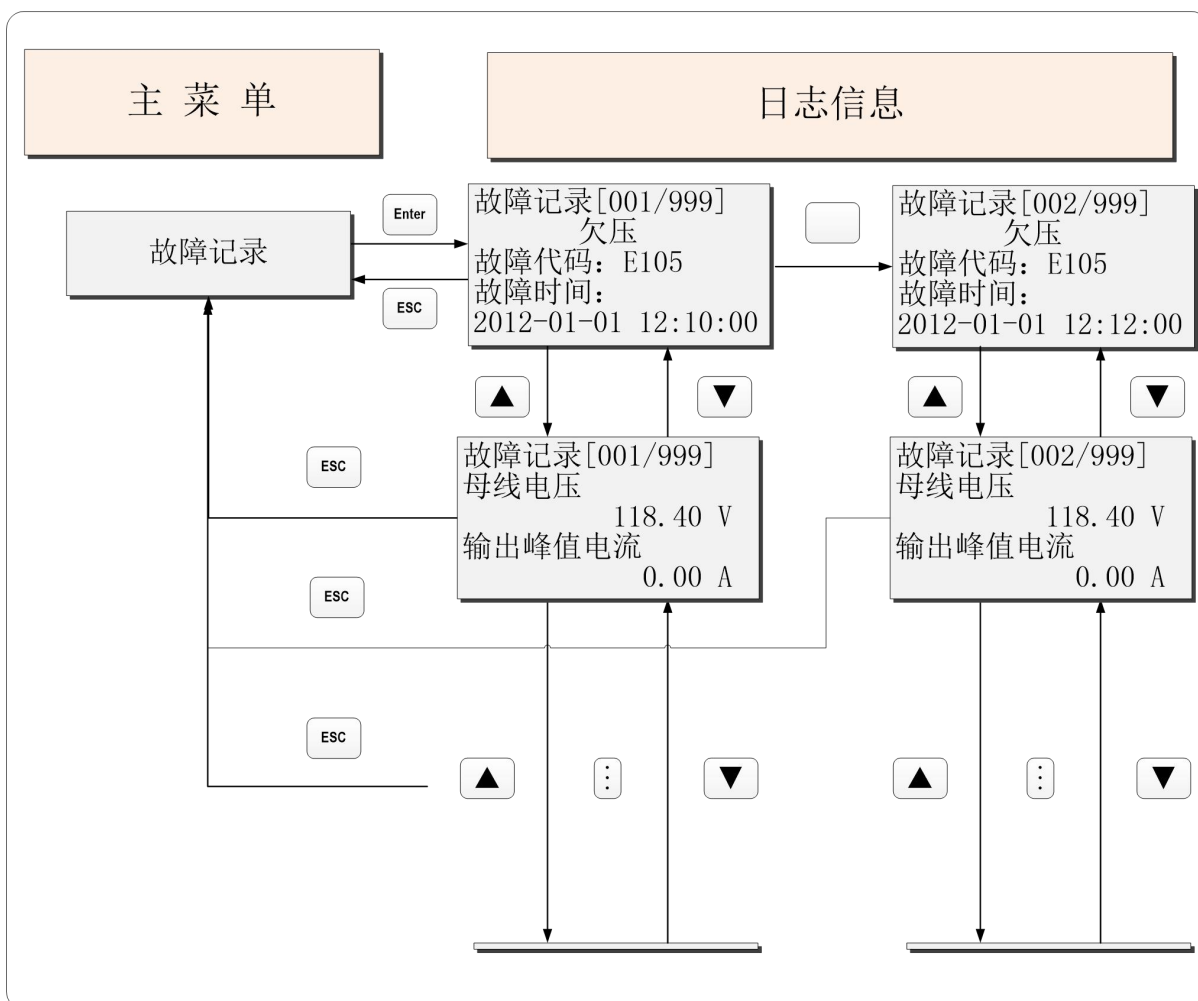 主 菜 单
日志信息
故障记录
Enter
ESC
故障记录[001/999]
欠压
故障代码: E105
故障时间:
2012-01-01 12:10:00
故障记录[002/999]
欠压
故障代码: E105
故障时间:
2012-01-01 12:12:00
ESC
故障记录[001/999]
母线电压
118.40 V
输出峰值电流
0.00 A
故障记录[002/999]
母线电压
118.40 V
输出峰值电流
0.00 A
ESC
ESC